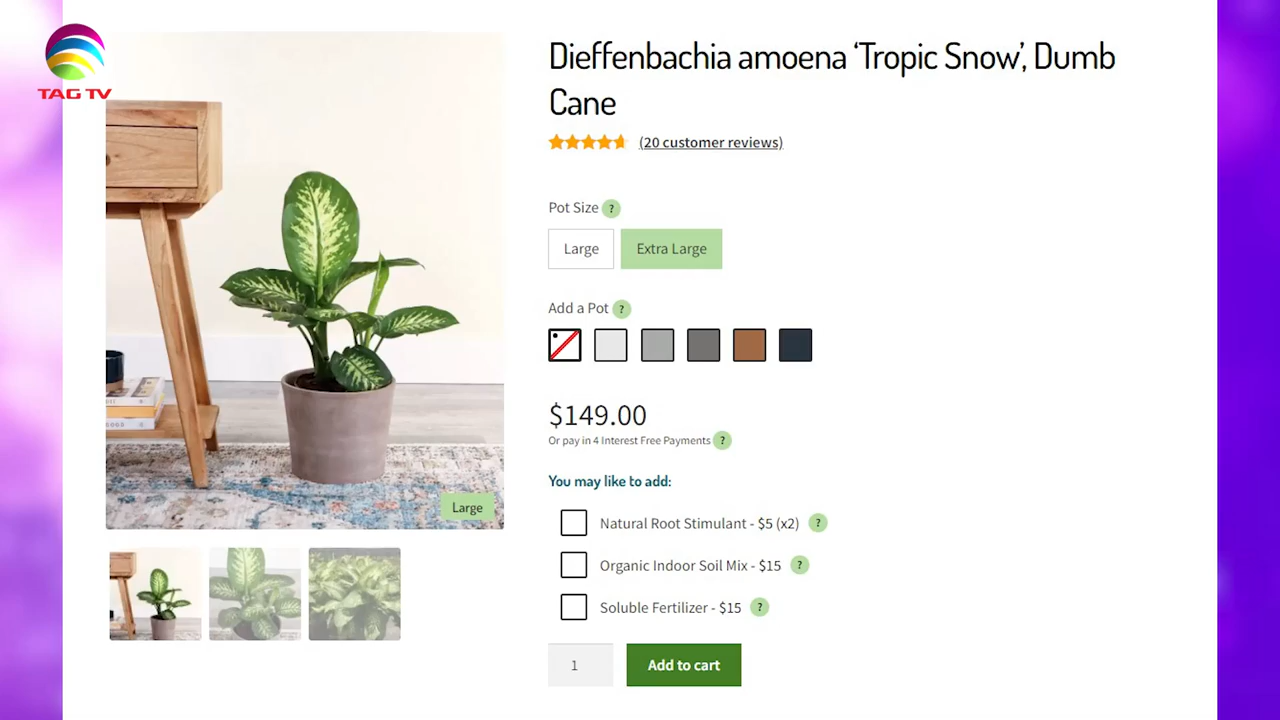 TAG TV
Dieffenbachia amoena ‘Tropic Snow’, Dumb
Cane
(20 customer reviews)
Pot Size ?
Large
Extra Large
Add a Pot ?
$149.00
Or pay in 4 Interest Free Payments ?
You may like to add:
Natural Root Stimulant - $5 (x2) ?
Organic Indoor Soil Mix - $15 ?
Soluble Fertilizer - $15 ?
1
Add to cart
Large